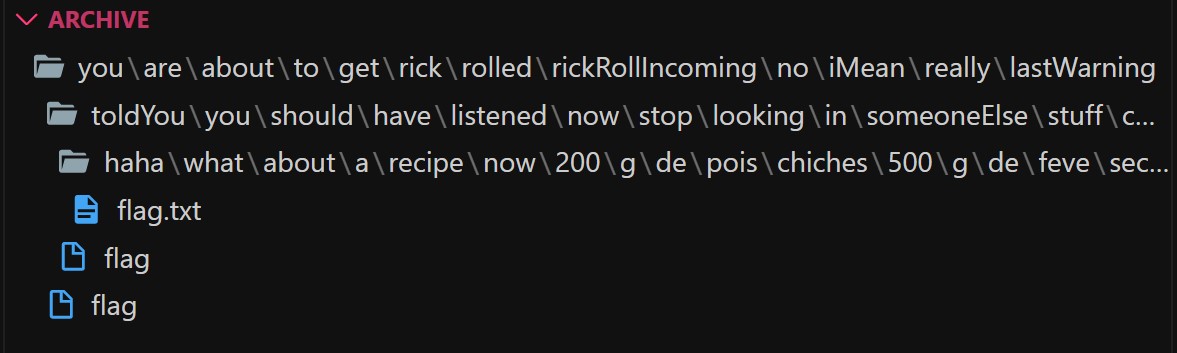 ARCHIVE
you\are\about\to\get\rick\rolled\rickRollIncoming\no\iMean\really\lastWarning
toldYou\you\should\have\listened\now\stop\looking\in\someoneElse\stuff\c...
haha\what\about\a\recipe\now\200\g\de\pois\chiches\500\g\de\feve\sec...
flag.txt
flag
flag